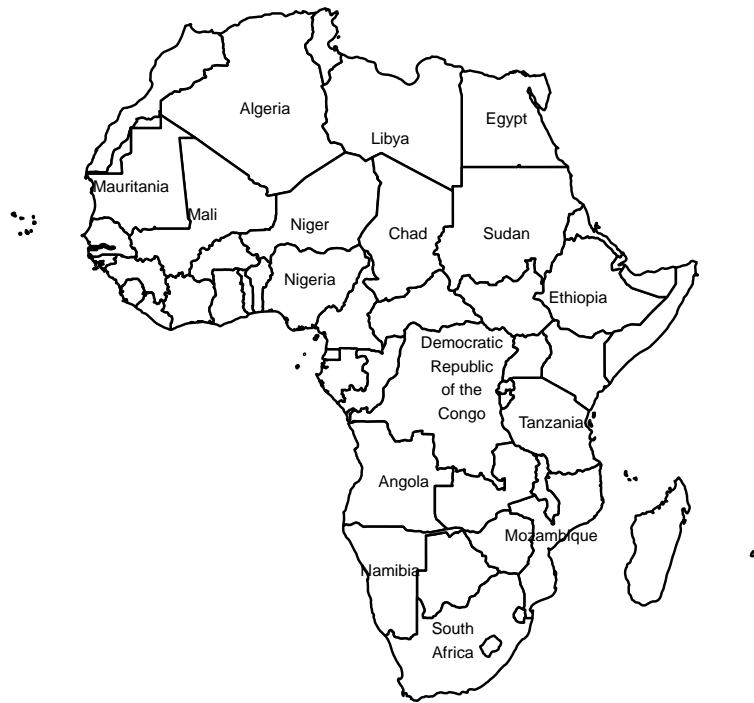 Algeria
Libya
Egypt
Mauritania
Mali
Niger
Chad
Sudan
Nigeria
Ethiopia
Democratic
Republic
of the
Congo
Tanzania
Angola
Mozambique
Namibia
South
Africa